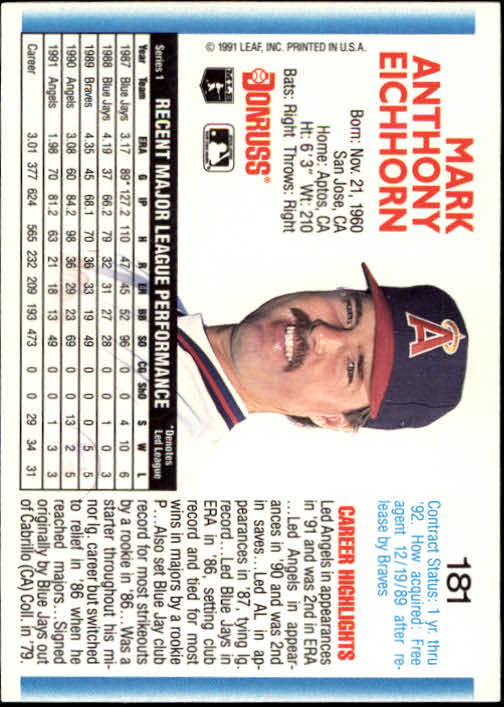 181
MARK
ANTHONY
EICHHORN
Born: Nov. 21, 1960
San Jose, CA
Home: Aptos, CA
Ht: 6'3" Wt: 210
Bats: Right Throws: Right
DONRUSS®
MLB
© 1991 LEAF, INC. PRINTED IN U.S.A.
Contract Status: 1 yr. thru
'92. How acquired: Free
agent 12/19/89 after re-
lease by Braves
CAREER HIGHLIGHTS
Led Angels in appearances
in '91 and was 2nd in ERA
...Led Angels in appear-
ances in '90 and was 2nd
in saves...Led AL in ap-
pearances in '87, tying lg.
record...Led Blue Jays in
ERA in '86, setting club
record and tied for most
wins in majors by a rookie
P...Also set Blue Jay club
record for most strikeouts
by a rookie in '86...Was a
starter throughout his mi-
nor lg. career but switched
to relief in '86 when he
reached majors...Signed
originally by Blue Jays out
of Cabrillo (CA) Coll. in '79.
Series 1 RECENT MAJOR LEAGUE PERFORMANCE *Denotes
Led League
Year Team ERA G IP H R ER BB SO CG ShO S W L
1987 Blue Jays 3.17 89* 127.2 110 47 45 52 96 0 0 4 10 6
1988 Blue Jays 4.19 37 66.2 79 32 31 27 28 0 0 1 0 3
1989 Braves 4.35 45 68.1 70 36 33 19 49 0 0 0 5 5
1990 Angels 3.08 60 84.2 98 36 29 23 69 0 0 13 2 5
1991 Angels 1.98 70 81.2 63 21 18 13 49 0 0 1 3 3
Career 3.01 377 624 565 232 209 193 473 0 0 29 34 31